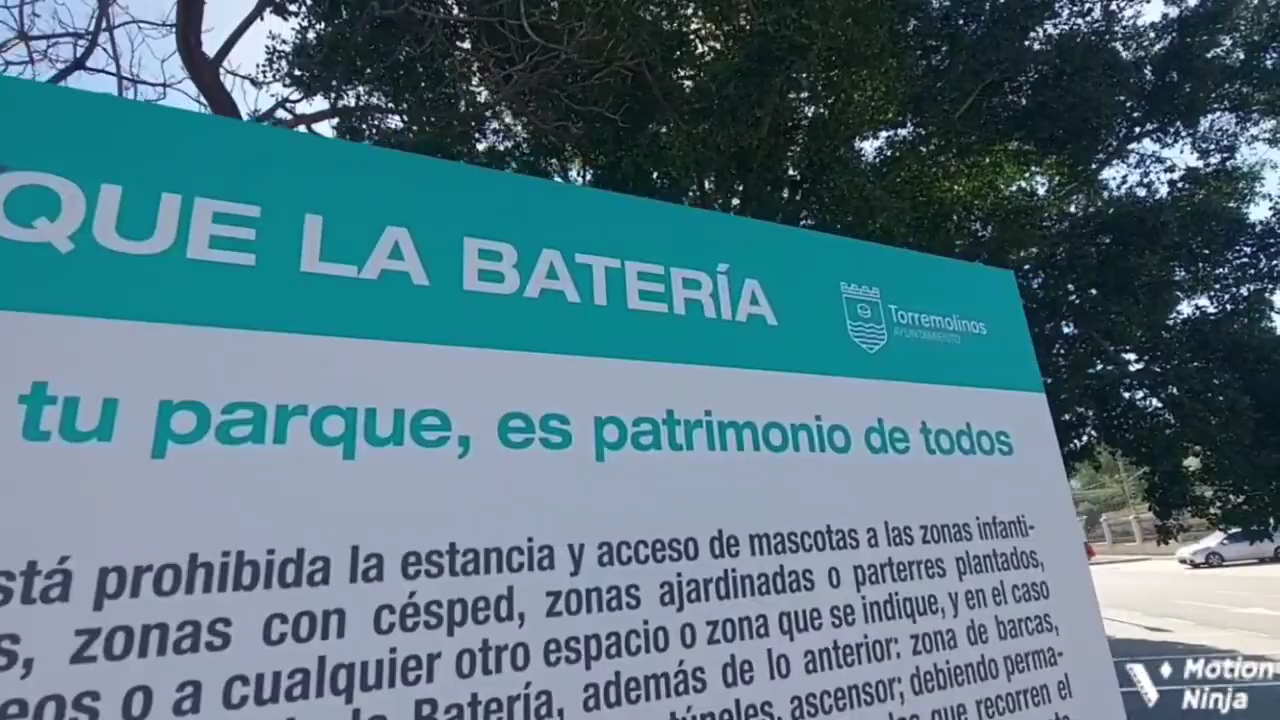 QUE LA BATERÍA
Torremolinos
AYUNTAMIENTO
tu parque, es patrimonio de todos
stá prohibida la estancia y acceso de mascotas a las zonas infanti-
s, zonas con césped, zonas ajardinadas o parterres plantados,
eos o a cualquier otro espacio o zona que se indique, y en el caso
Batería, además de lo anterior: zona de barcas,
túneles, ascensor; debiendo perma-
que recorren el
Motion
Ninja